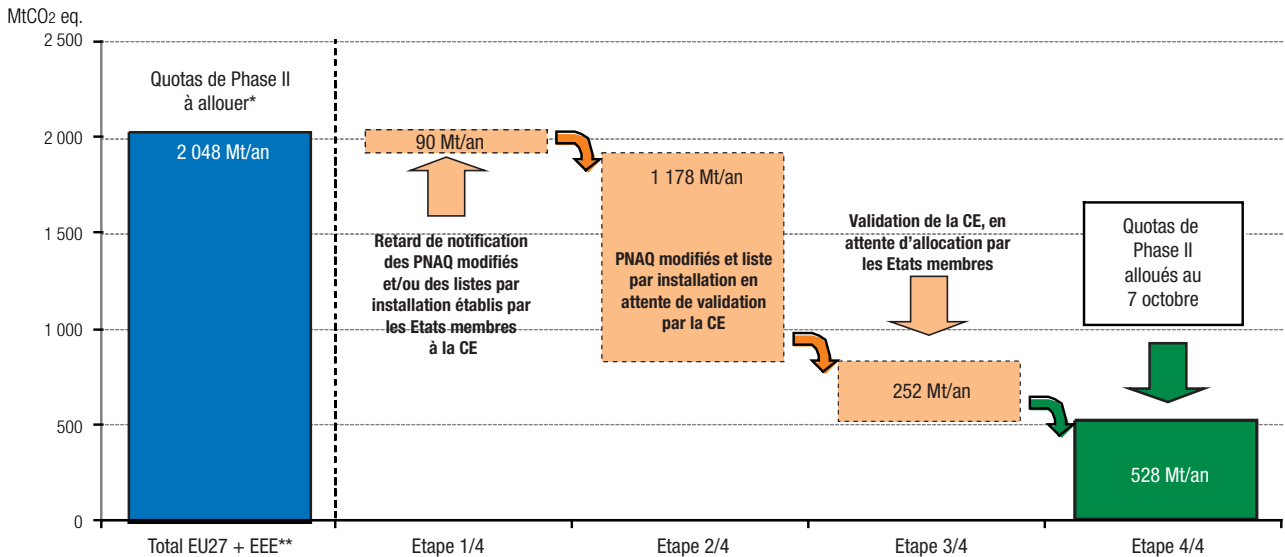 MtCO2 eq.
2 500
2 000
1 500
1 000
500
0
Quotas de Phase II
à allouer*
2 048 Mt/an
90 Mt/an
Retard de notification
des PNAQ modifiés
et/ou des listes par
installation établis par
les Etats membres
à la CE
1 178 Mt/an
PNAQ modifiés et liste
par installation en
attente de validation
par la CE
Validation de la CE, en
attente d'allocation par
les Etats membres
252 Mt/an
Quotas de
Phase II
alloués au
7 octobre
528 Mt/an
Total EU27 + EEE**
Etape 1/4
Etape 2/4
Etape 3/4
Etape 4/4